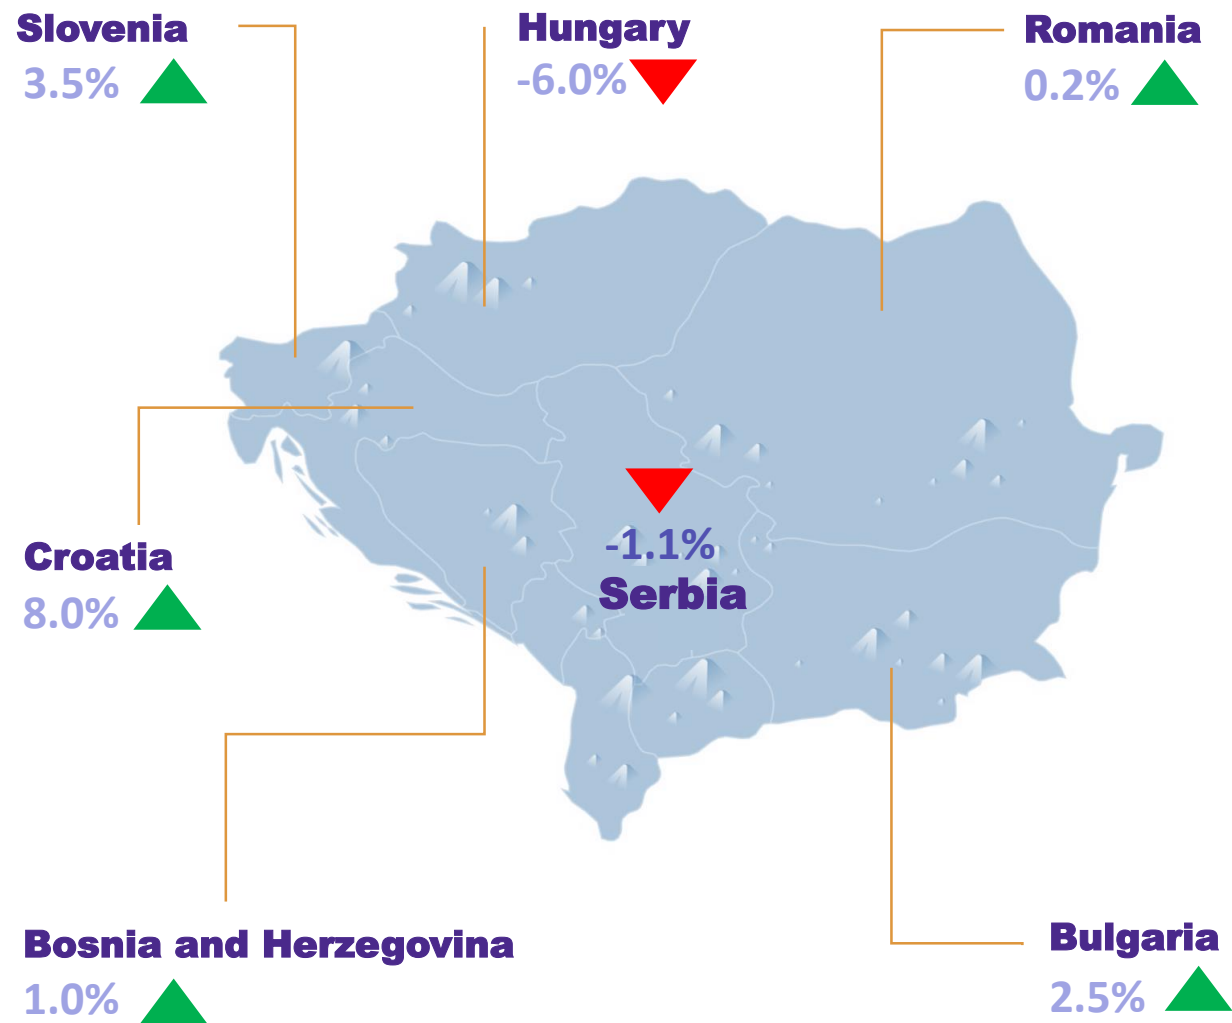 Slovenia
3.5%
Hungary
-6.0%
Romania
0.2%
-1.1%
Serbia
Croatia
8.0%
Bosnia and Herzegovina
1.0%
Bulgaria
2.5%